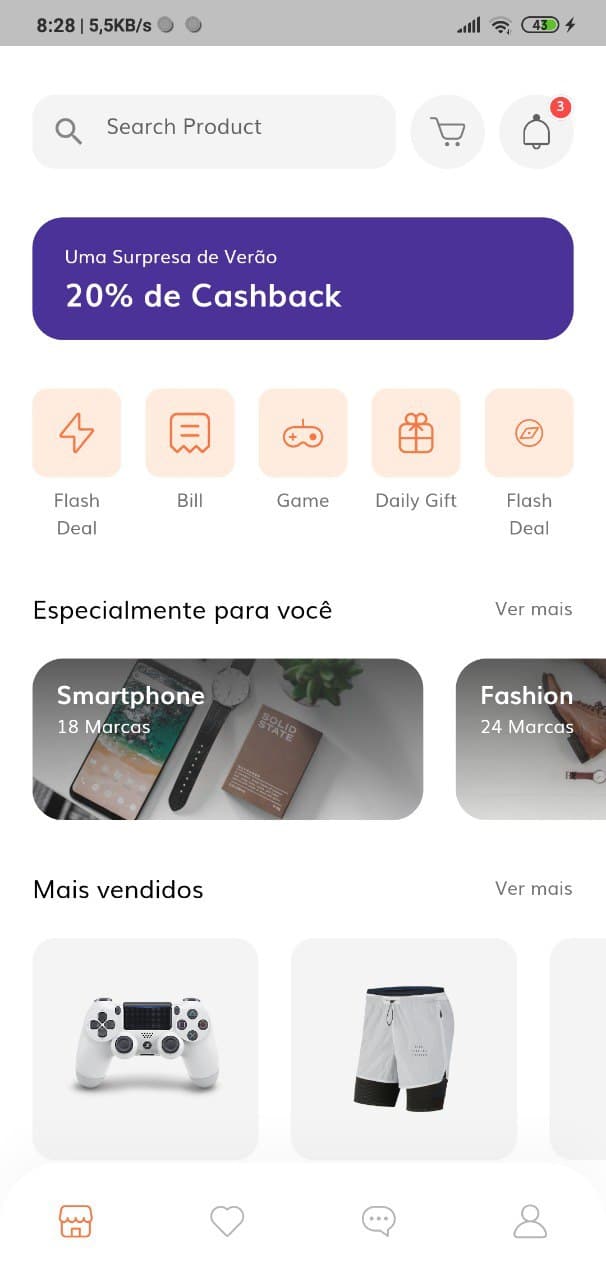 8:28 | 5,5KB/s
43
Search Product
3
Uma Surpresa de Verão
20% de Cashback
Flash Deal
Bill
Game
Daily Gift
Flash Deal
Especialmente para você
Ver mais
Smartphone
18 Marcas
SOLID
STATE
Fashion
24 Marcas
Mais vendidos
Ver mais